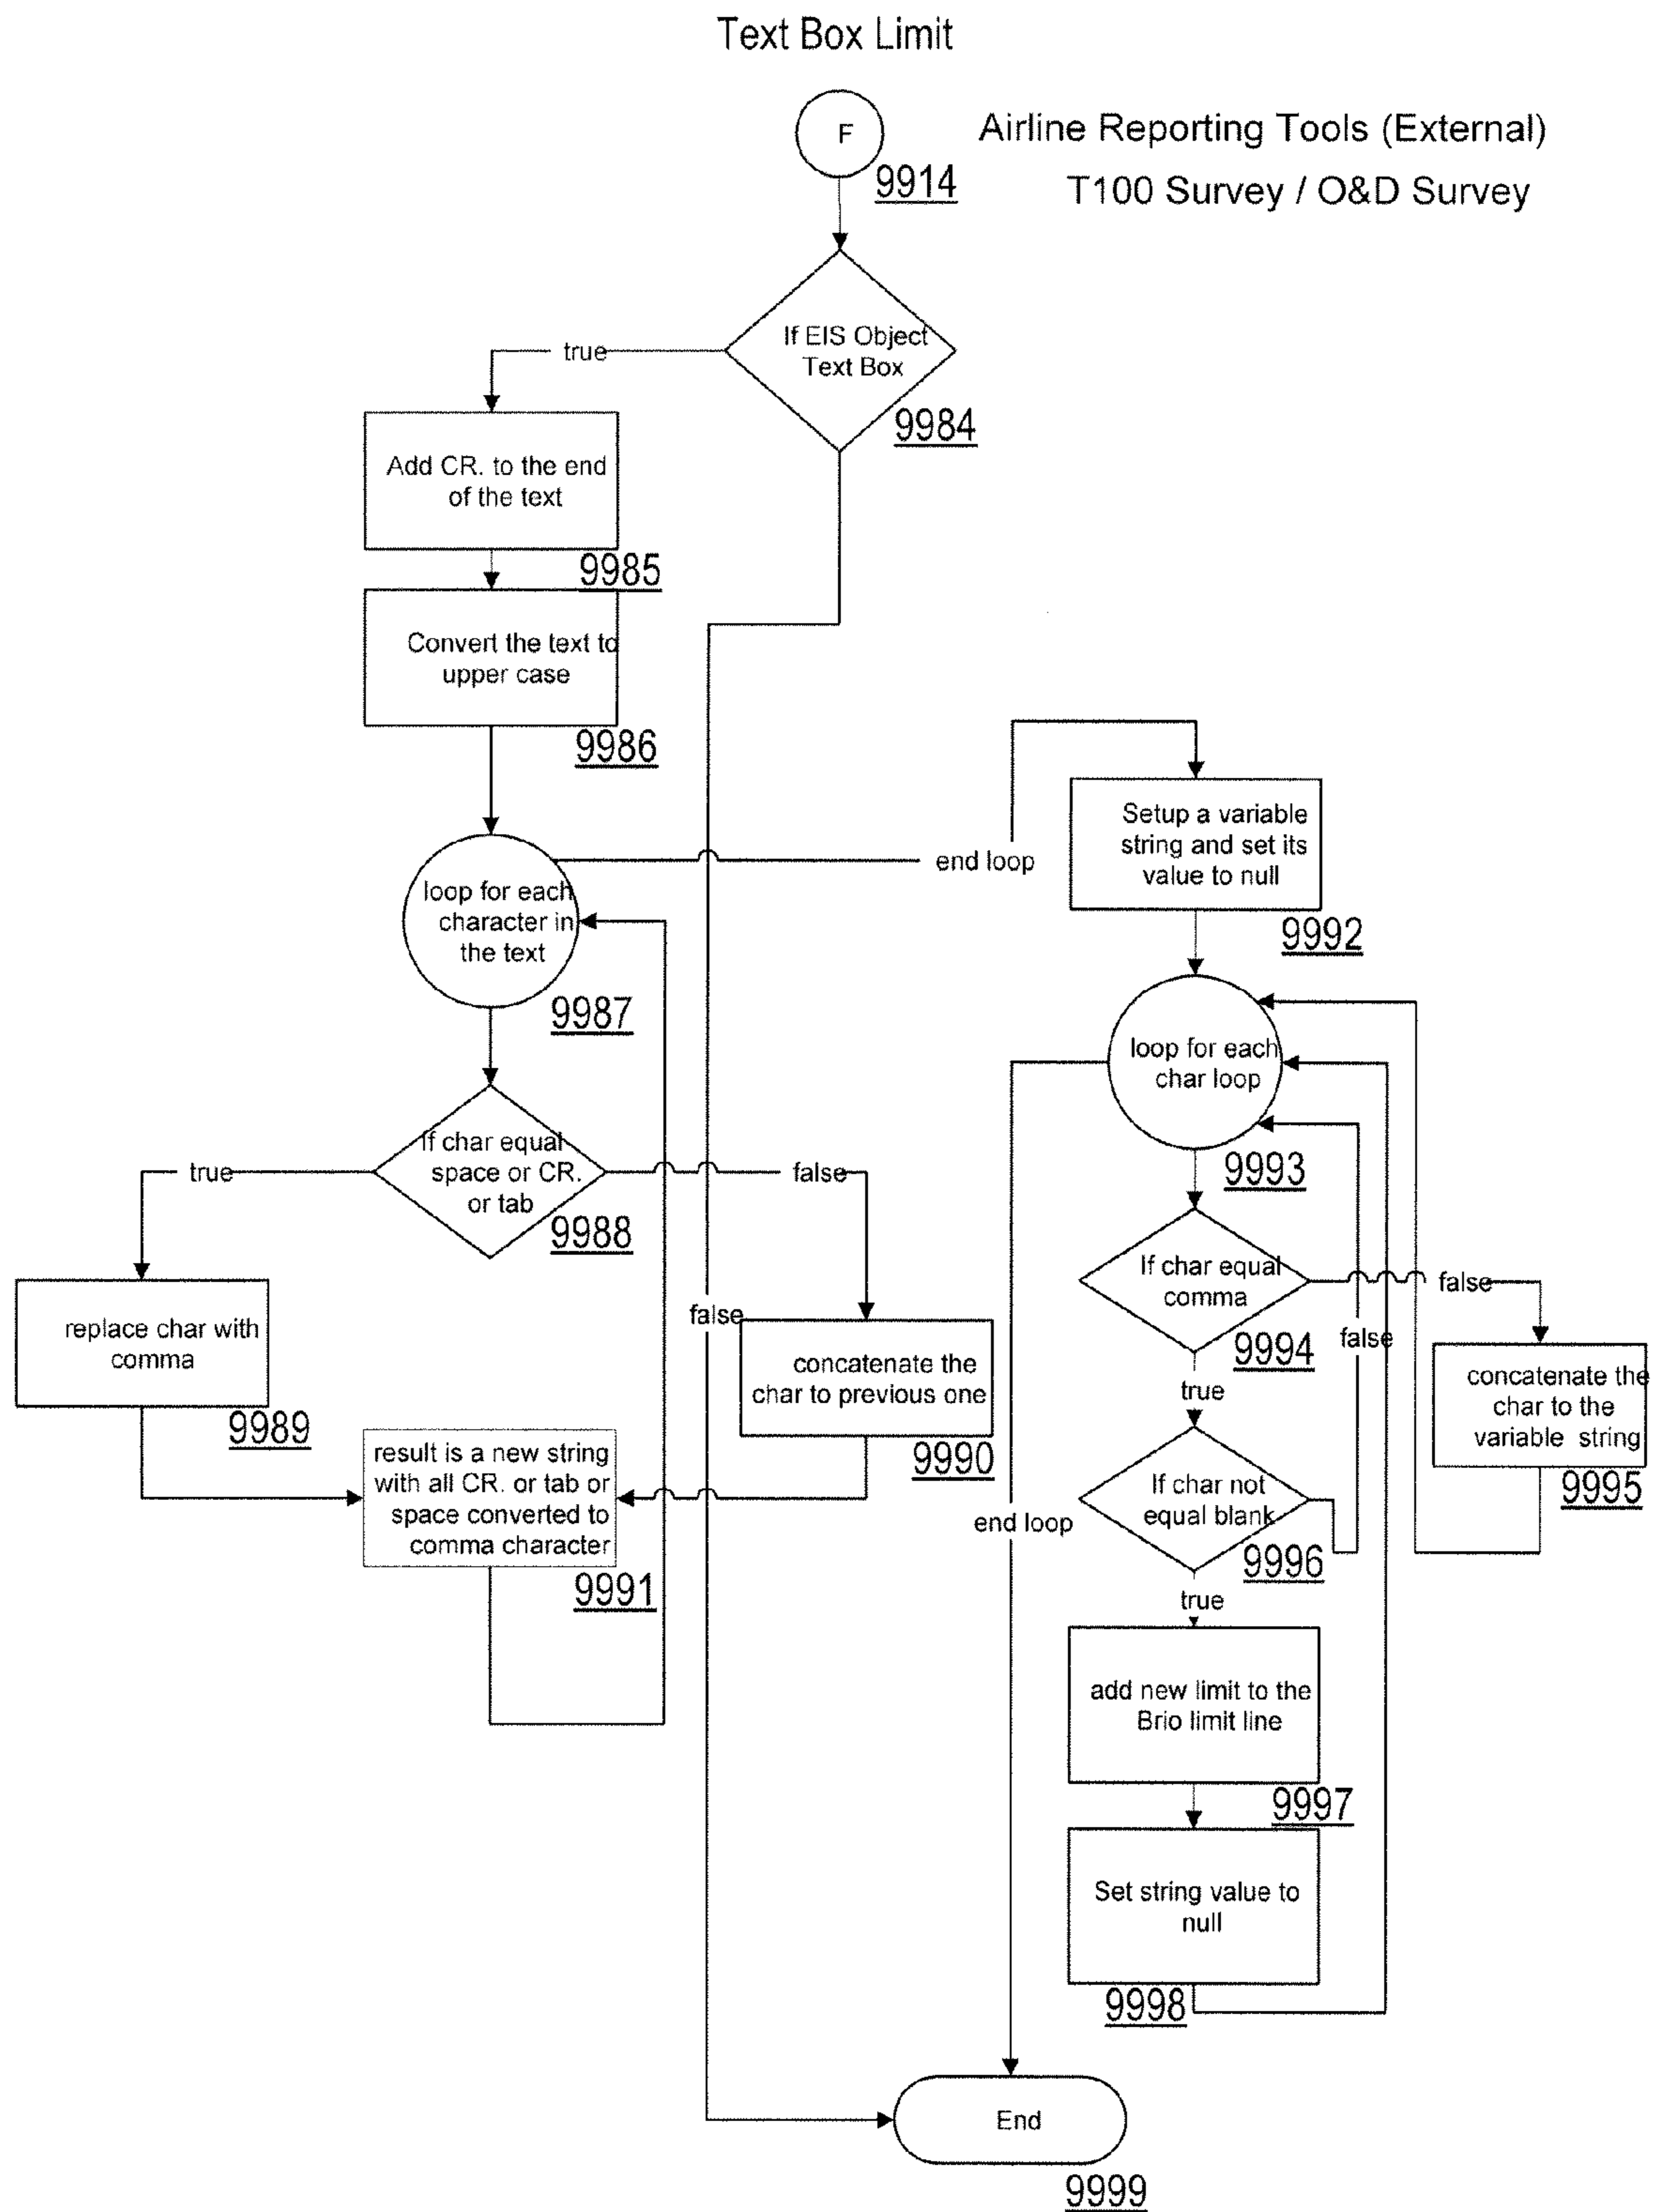 Text Box Limit
F
9914
Airline Reporting Tools (External)
T100 Survey / O&D Survey
If EIS Object
Text Box
9984
true
Add CR. to the end
of the text
9985
Convert the text to
upper case
9986
loop for each
character in
the text
9987
end loop
Setup a variable
string and set its
value to null
9992
loop for each
char loop
9993
If char equal
space or CR.
or tab
9988
true
false
replace char with
comma
9989
false
concatenate the
char to previous one
9990
result is a new string
with all CR. or tab or
space converted to
comma character
9991
If char equal
comma
9994
false
false
true
concatenate the
char to the
variable string
9995
end loop
If char not
equal blank
9996
true
add new limit to the
Brio limit line
9997
Set string value to
null
9998
End
9999